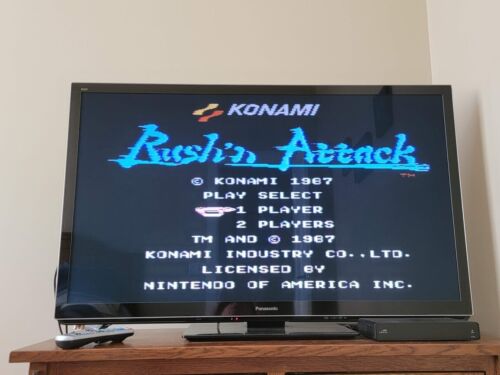 KONAMI
Rush'n Attack
TM
© KONAMI 1987
PLAY SELECT
1 PLAYER
2 PLAYERS
TM AND © 1987
KONAMI INDUSTRY CO.,LTD.
LICENSED BY
NINTENDO OF AMERICA INC.
Panasonic